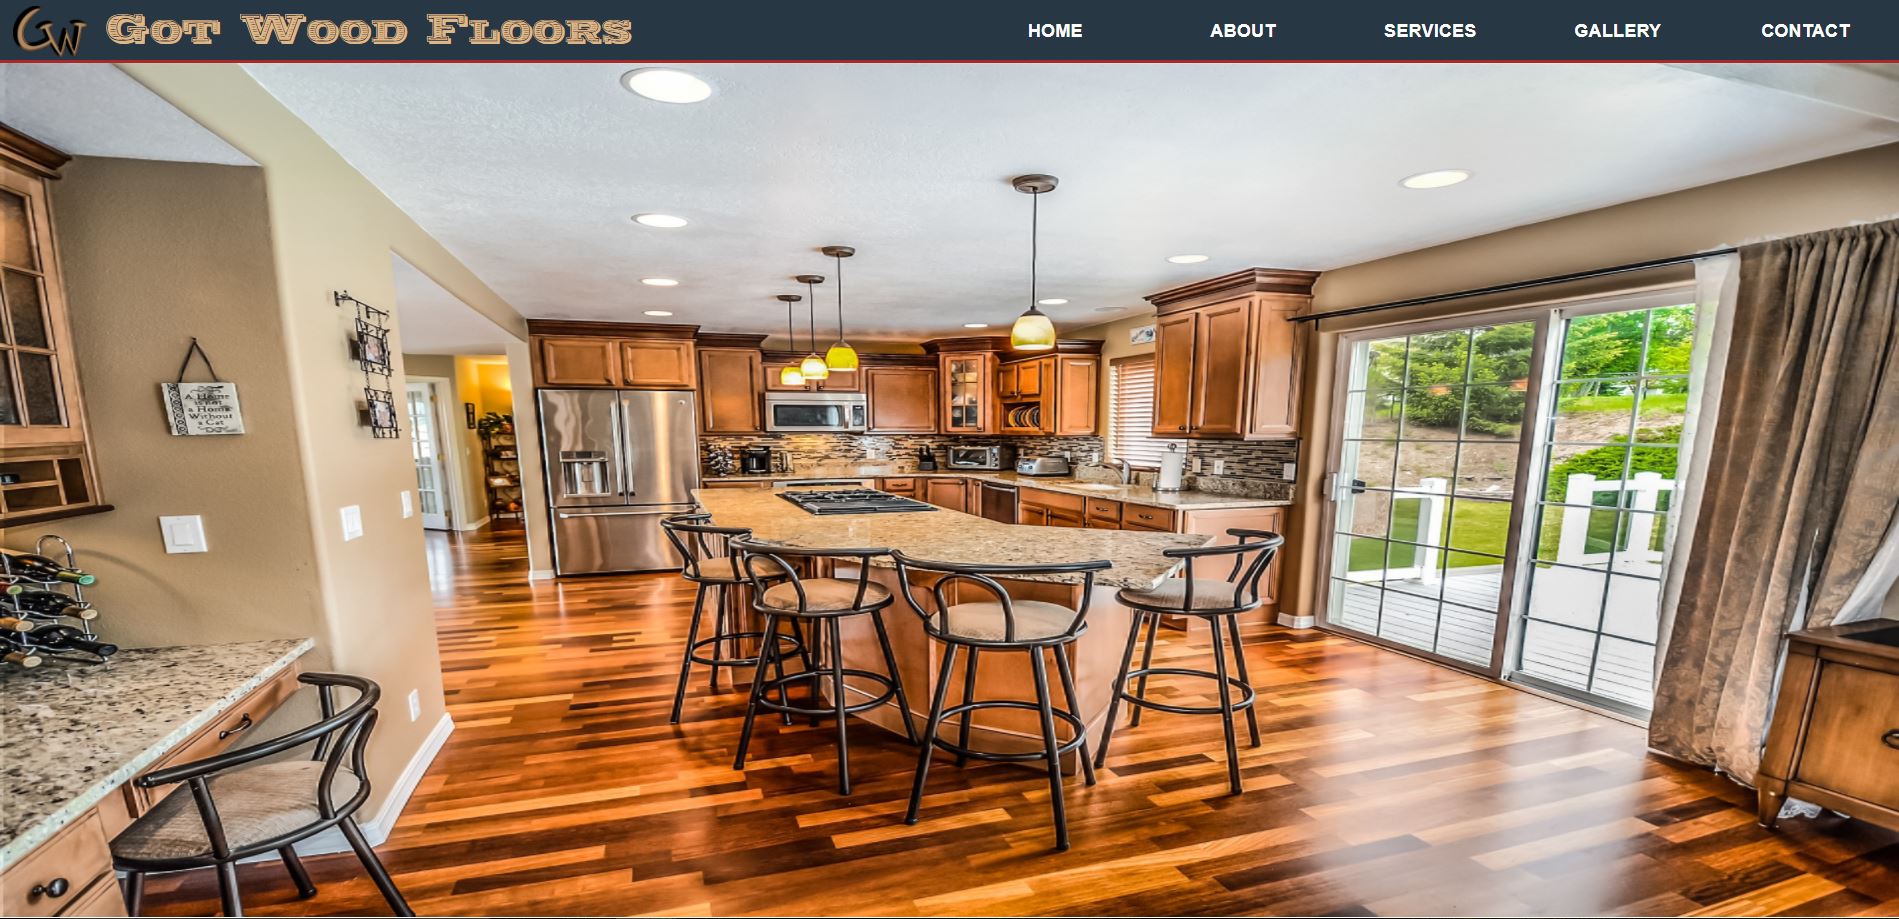 GW Got Wood Floors
HOME ABOUT SERVICES GALLERY CONTACT
A Home
is not
a Home
Without
a Cat